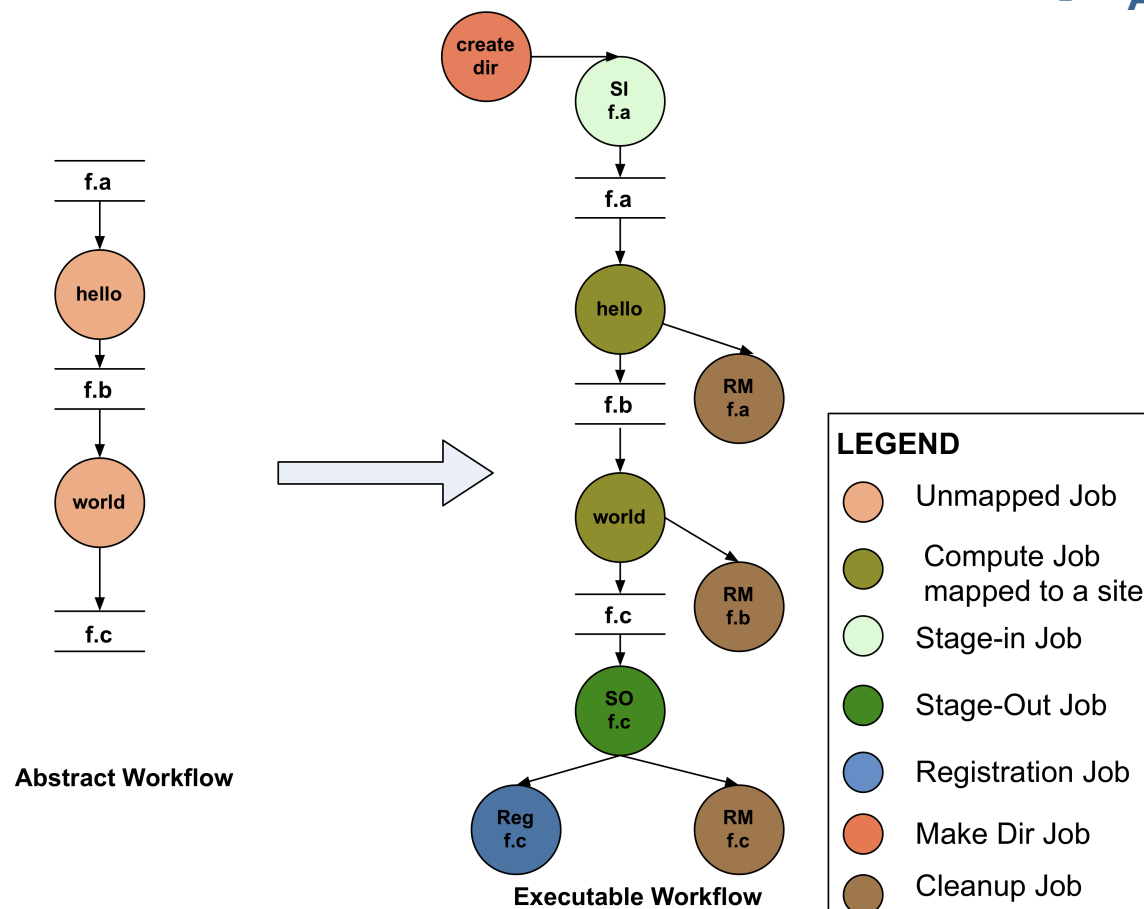 f.a
hello
f.b
world
f.c
Abstract Workflow
create
dir
SI
f.a
f.a
hello
RM
f.a
f.b
world
RM
f.b
f.c
SO
f.c
Reg
f.c
RM
f.c
Executable Workflow
LEGEND
Unmapped Job
Compute Job
mapped to a site
Stage-in Job
Stage-Out Job
Registration Job
Make Dir Job
Cleanup Job